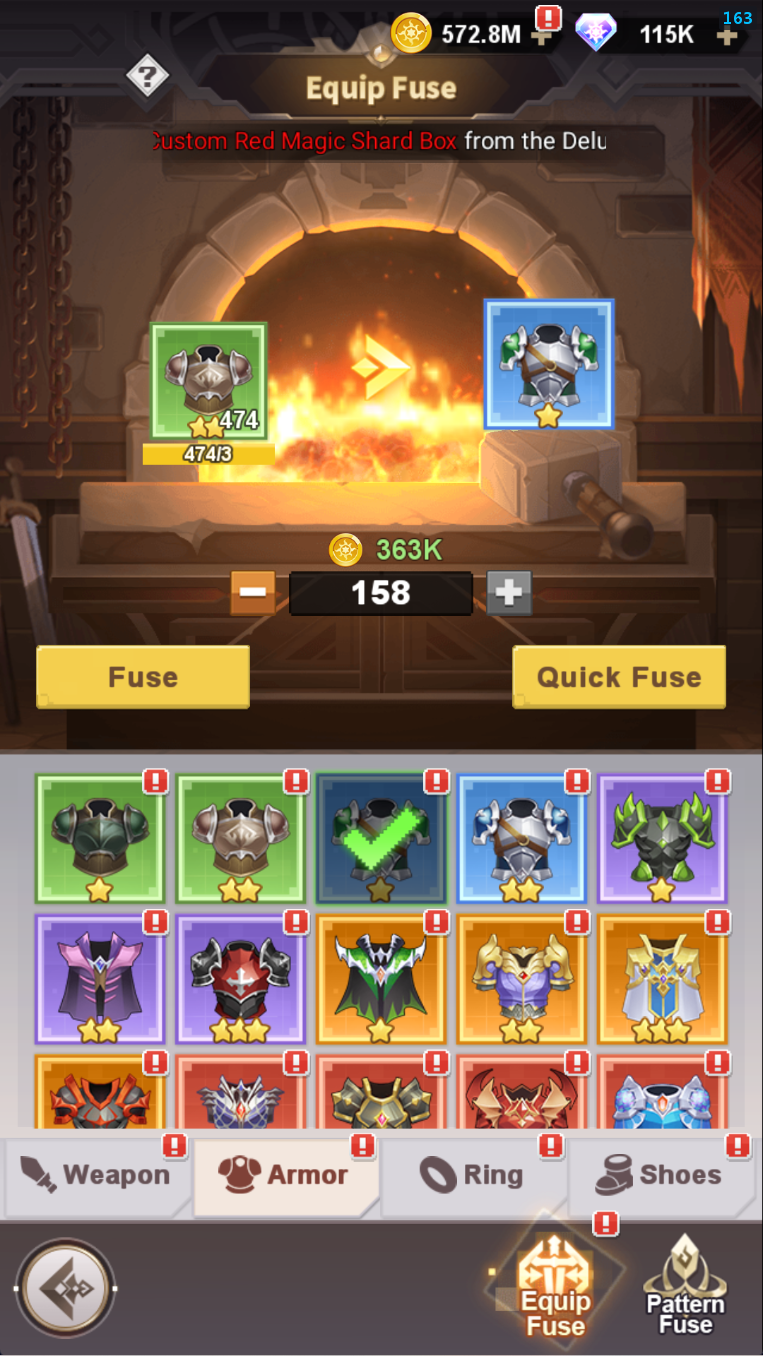 163
572.8M
115K
?
Equip Fuse
Custom Red Magic Shard Box from the Delu
474
474/3
363K
158
Fuse
Quick Fuse
Weapon
Armor
Ring
Shoes
Equip
Fuse
Pattern
Fuse